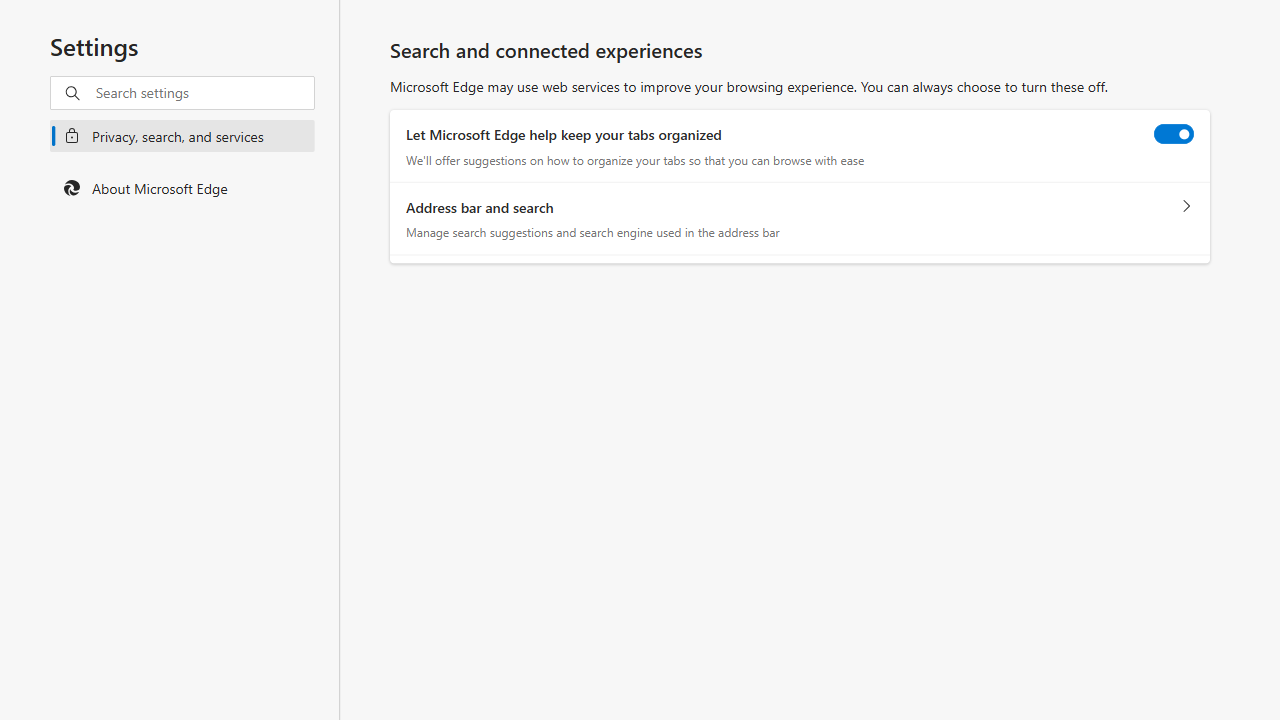 Settings
Search settings
Privacy, search, and services
About Microsoft Edge
Search and connected experiences
Microsoft Edge may use web services to improve your browsing experience. You can always choose to turn these off.
Let Microsoft Edge help keep your tabs organized
We'll offer suggestions on how to organize your tabs so that you can browse with ease
Address bar and search
Manage search suggestions and search engine used in the address bar